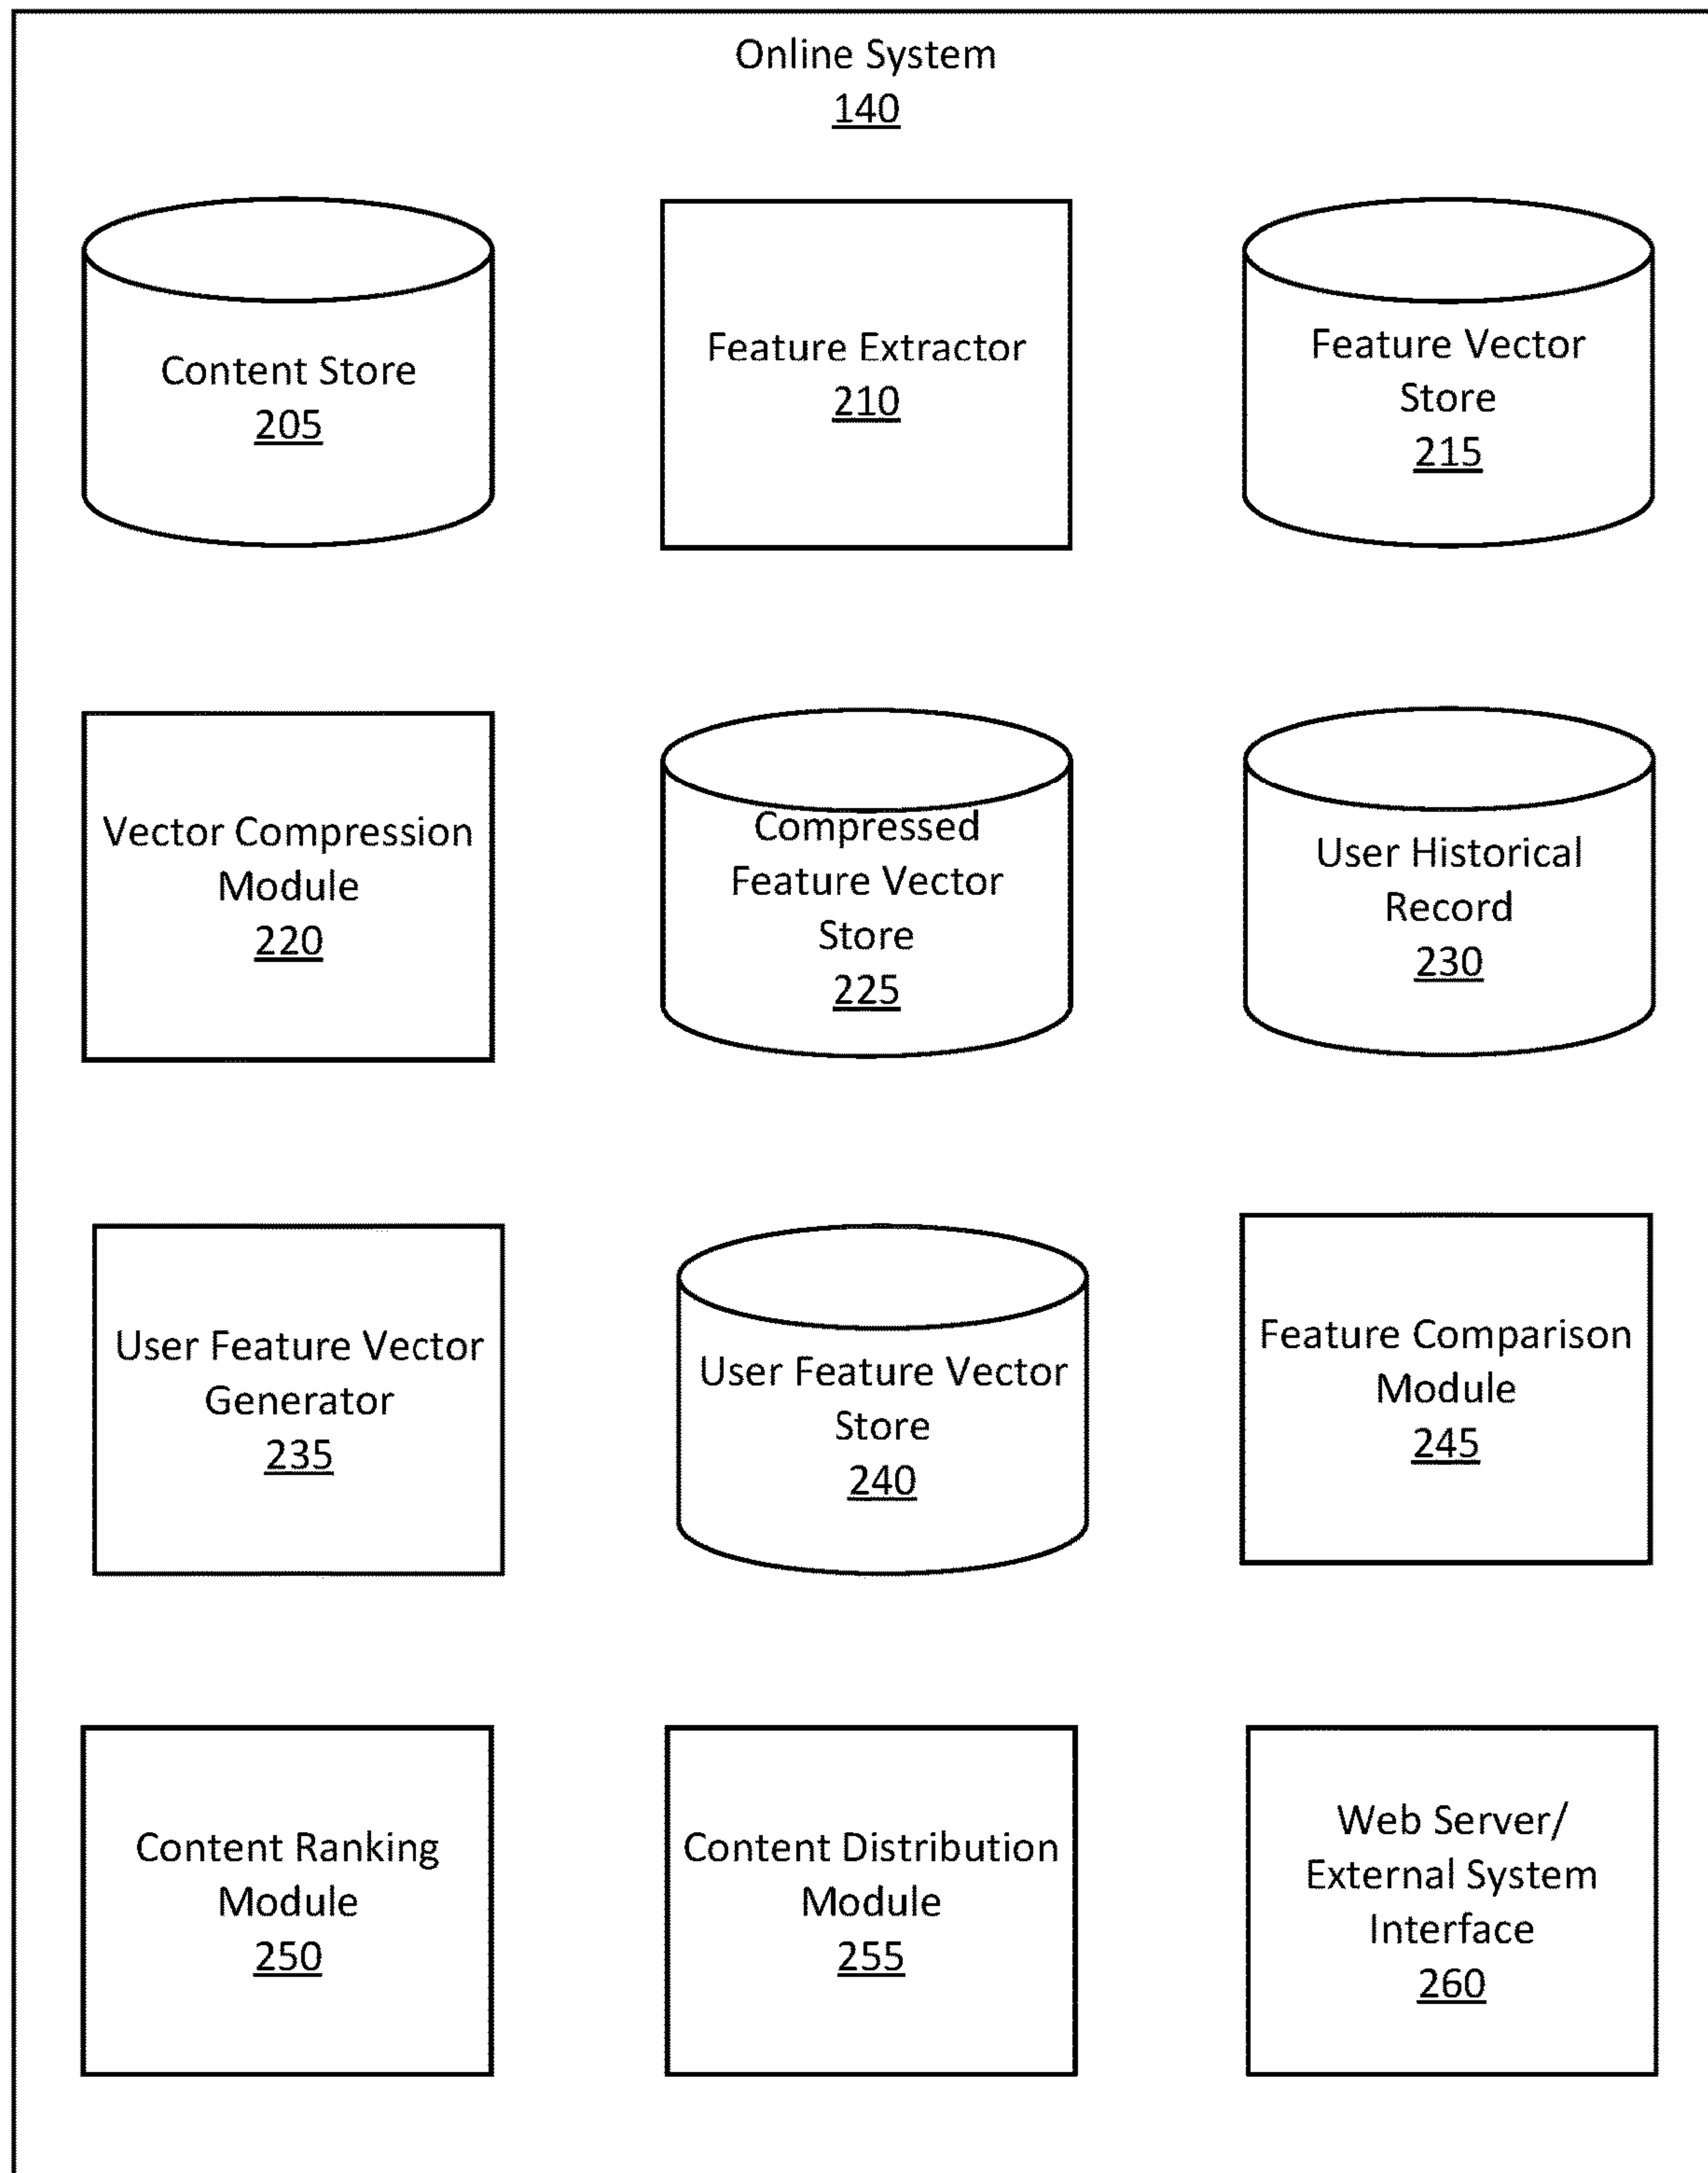 Online System
140
Content Store
205
Feature Extractor
210
Feature Vector
Store
215
Vector Compression
Module
220
Compressed
Feature Vector
Store
225
User Historical
Record
230
User Feature Vector
Generator
235
User Feature Vector
Store
240
Feature Comparison
Module
245
Content Ranking
Module
250
Content Distribution
Module
255
Web Server/
External System
Interface
260